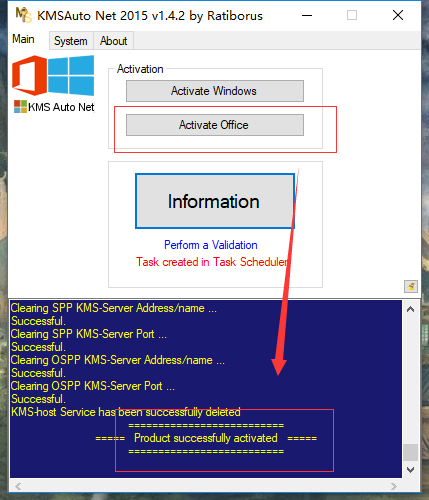 KMSAuto Net 2015 v1.4.2 by Ratiborus
Main System About
Activation
Activate Windows
KMS Auto Net
Activate Office
Information
Perform a Validation
Task created in Task Scheduler
Clearing SPP KMS-Server Address/name ...
Successful.
Clearing SPP KMS-Server Port ...
Successful.
Clearing OSPP KMS-Server Address/name ...
Successful.
Clearing OSPP KMS-Server Port ...
Successful.
KMS-host Service has been successfully deleted
==========================
===== Product successfully activated =====
==========================